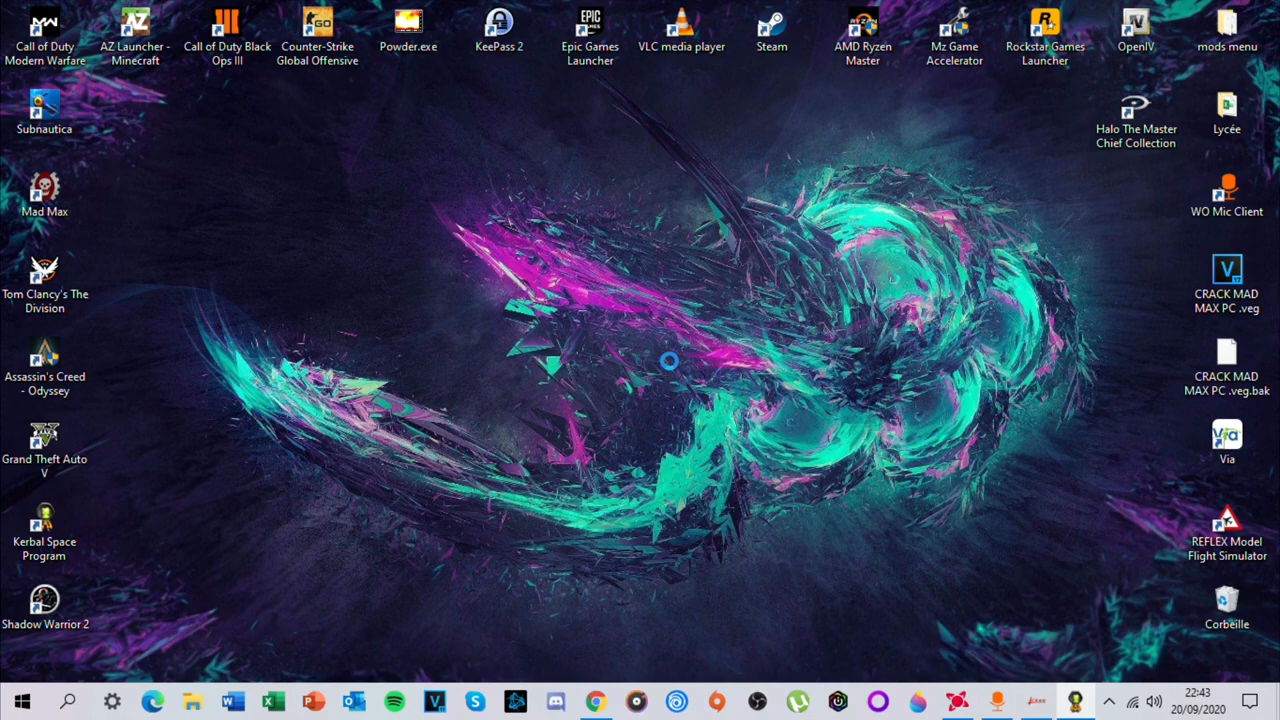 Call of Duty
Modern Warfare
AZ Launcher -
Minecraft
Call of Duty Black
Ops III
Counter-Strike
Global Offensive
Powder.exe
KeePass 2
Epic Games
Launcher
VLC media player
Steam
AMD Ryzen
Master
Mz Game
Accelerator
Rockstar Games
Launcher
OpenIV
mods menu
Subnautica
Halo The Master
Chief Collection
Lycée
Mad Max
WO Mic Client
Tom Clancy's The
Division
CRACK MAD
MAX PC .veg
Assassin's Creed
- Odyssey
CRACK MAD
MAX PC .veg.bak
Grand Theft Auto
V
Via
Kerbal Space
Program
REFLEX Model
Flight Simulator
Shadow Warrior 2
Corbeille
22:43
20/09/2020